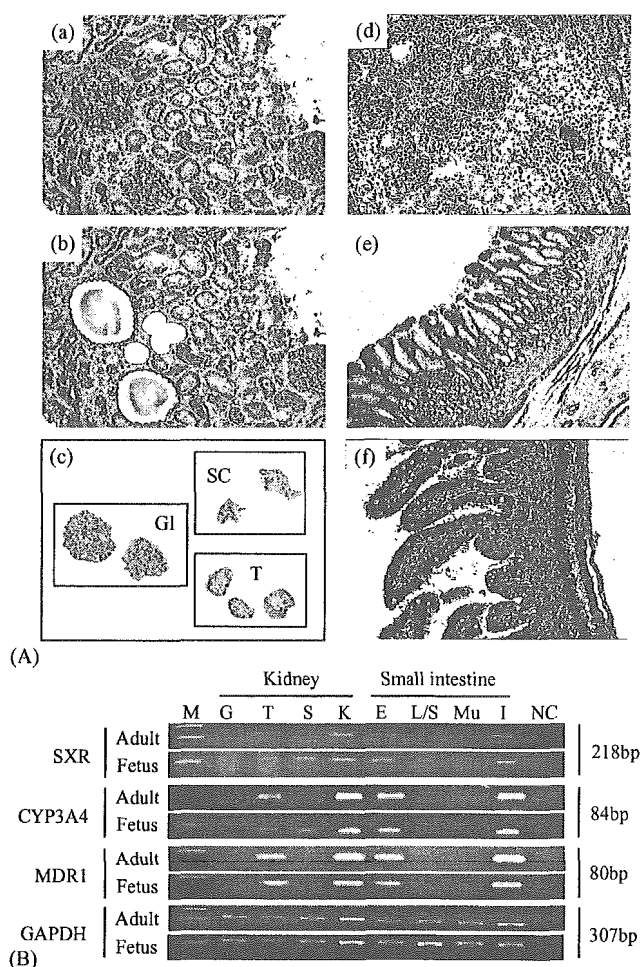 (a)
(d)
(b)
(e)
(c)
SC
Gl
T
(f)
(A)
Kidney Small intestine
M G T S K E L/S Mu I NC
SXR Adult 218bp
Fetus
CYP3A4 Adult 84bp
Fetus
MDR1 Adult 80bp
Fetus
GAPDH Adult 307bp
Fetus
(B)